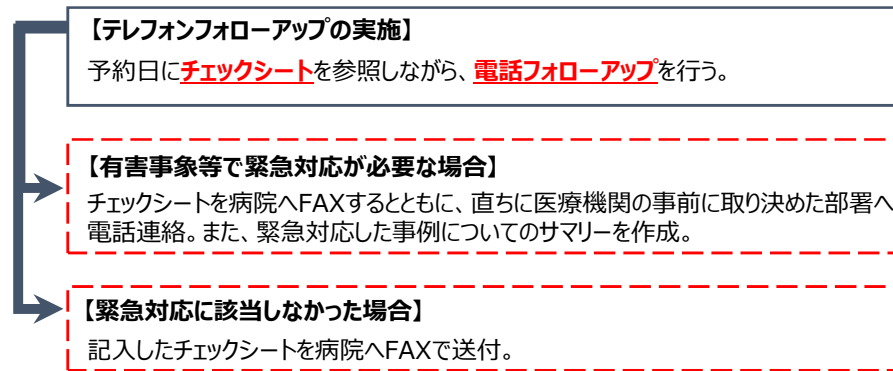 【テレフォンフォローアップの実施】
予約日にチェックシートを参照しながら、電話フォローアップを行う。
【有害事象等で緊急対応が必要な場合】
チェックシートを病院へFAXするとともに、直ちに医療機関の事前に取り決めた部署へ
電話連絡。また、緊急対応した事例についてのサマリーを作成。
【緊急対応に該当しなかった場合】
記入したチェックシートを病院へFAXで送付。